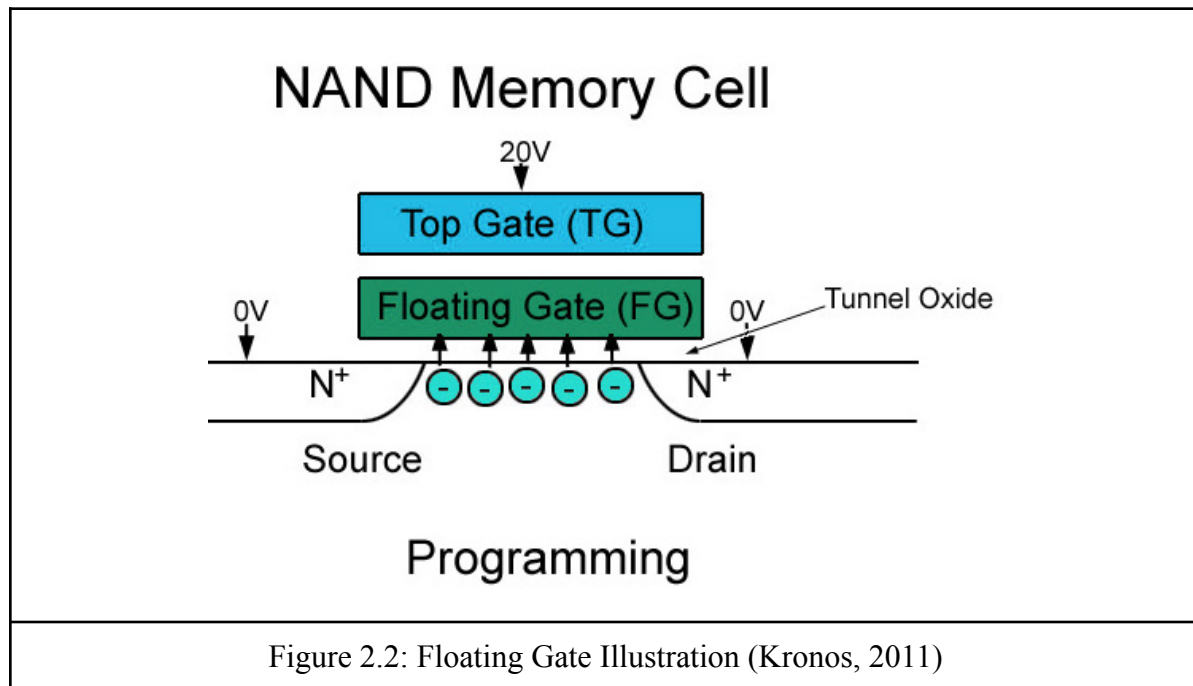 NAND Memory Cell
20V
Top Gate (TG)
Floating Gate (FG)
0V
0V
Tunnel Oxide
N+
- - - - -
N+
Source
Drain
Programming
Figure 2.2: Floating Gate Illustration (Kronos, 2011)